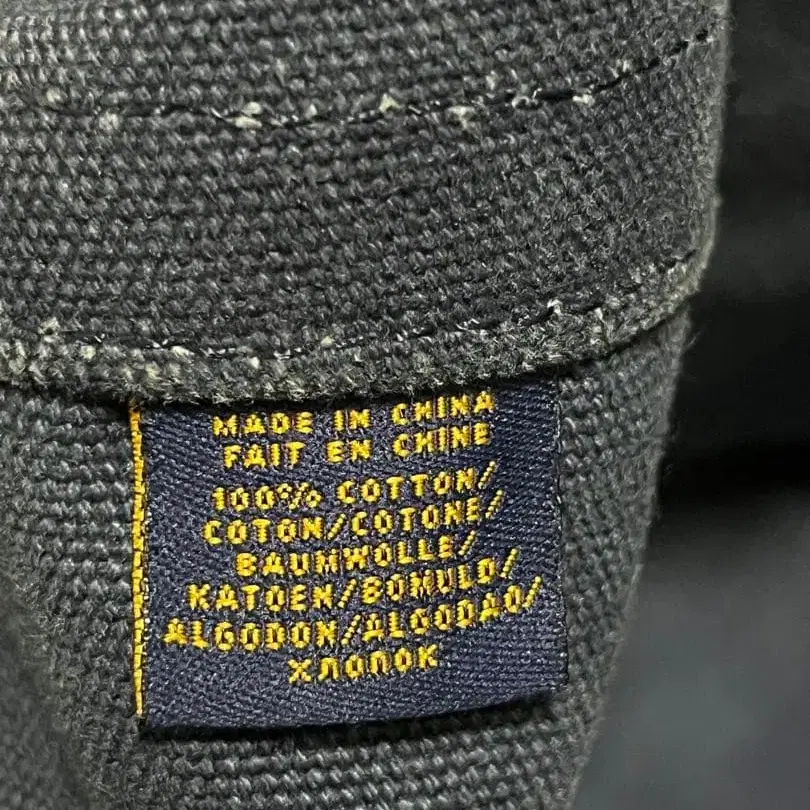 MADE IN CHINA
FAIT EN CHINE
100% COTTON/
COTON/COTONE/
BAUMWOLLE/
KATOEN/BOMULD/
ALGODON/ALGODAO/
ХЛОПОК